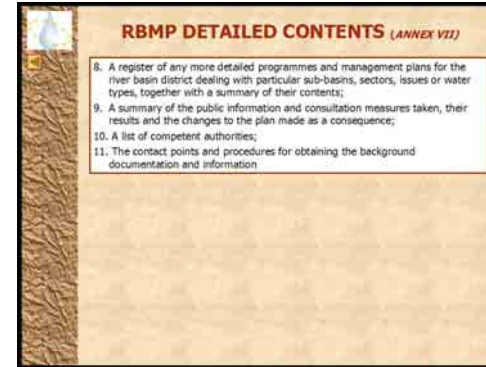 RBMP DETAILED CONTENTS (ANNEX VII)
8. A register of any more detailed programmes and management plans for the
river basin district dealing with particular sub-basins, sectors, issues or water
types, together with a summary of their contents;
9. A summary of the public information and consultation measures taken, their
results and the changes to the plan made as a consequence;
10. A list of competent authorities;
11. The contact points and procedures for obtaining the background
documentation and information